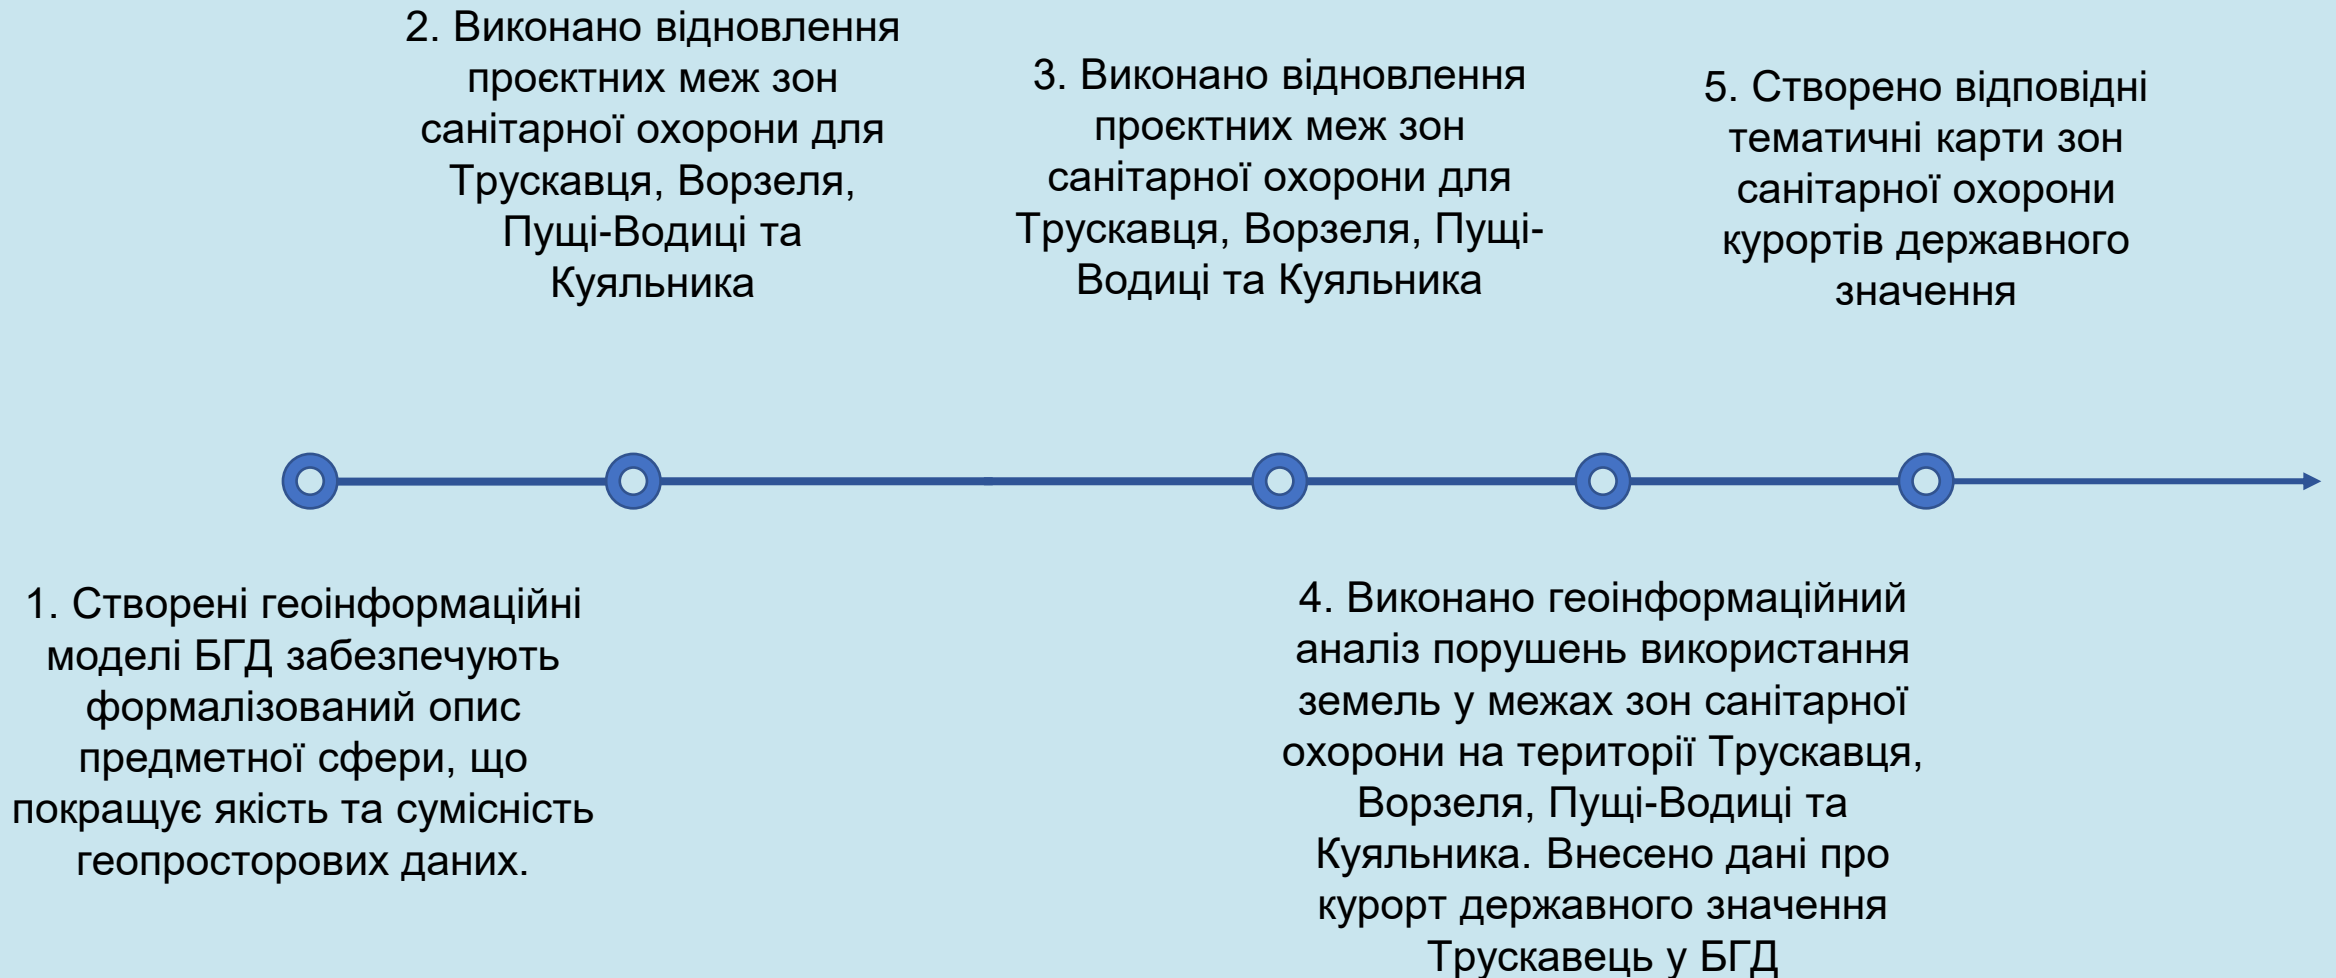 1. Створені геоінформаційні
моделі БГД забезпечують
формалізований опис
предметної сфери, що
покращує якість та сумісність
геопросторових даних.
2. Виконано відновлення
проєктних меж зон
санітарної охорони для
Трускавця, Ворзеля,
Пущі-Водиці та
Куяльника
3. Виконано відновлення
проєктних меж зон
санітарної охорони для
Трускавця, Ворзеля, Пущі-
Водиці та Куяльника
4. Виконано геоінформаційний
аналіз порушень використання
земель у межах зон санітарної
охорони на території Трускавця,
Ворзеля, Пущі-Водиці та
Куяльника. Внесено дані про
курорт державного значення
Трускавець у БГД
5. Створено відповідні
тематичні карти зон
санітарної охорони
курортів державного
значення